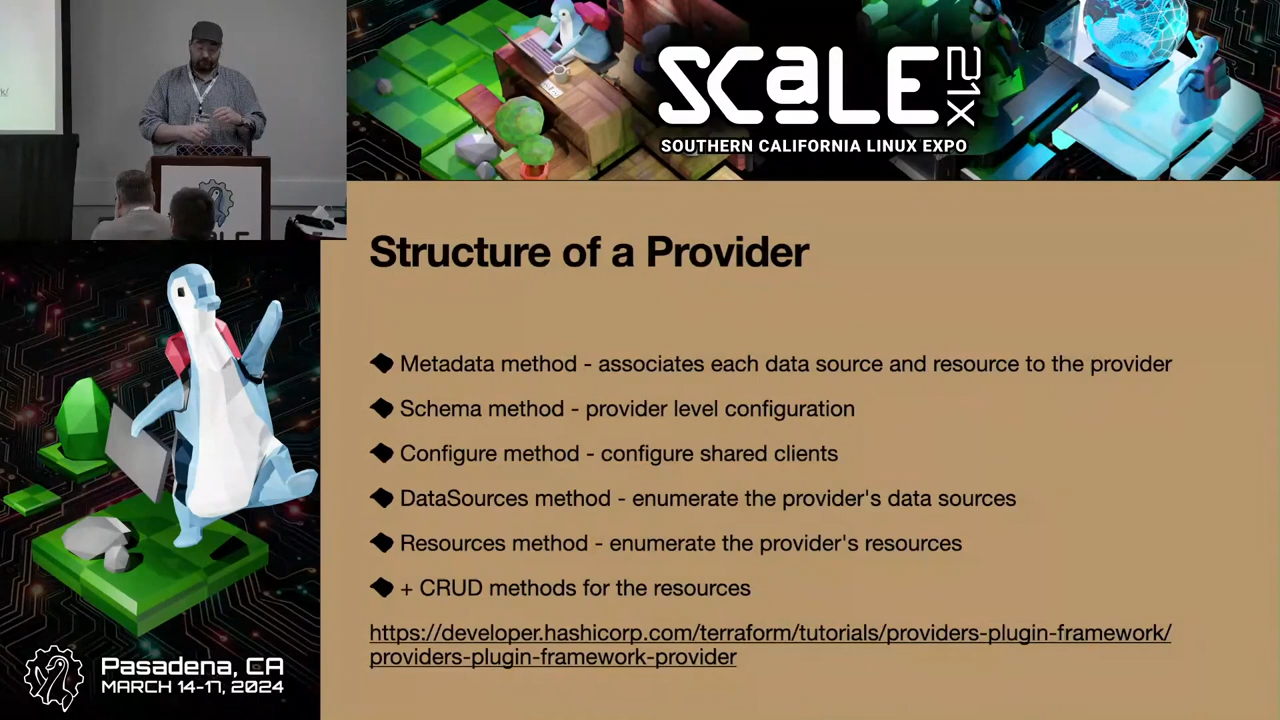 SCaLE 21X
SOUTHERN CALIFORNIA LINUX EXPO
Structure of a Provider
Metadata method - associates each data source and resource to the provider
Schema method - provider level configuration
Configure method - configure shared clients
DataSources method - enumerate the provider's data sources
Resources method - enumerate the provider's resources
+ CRUD methods for the resources
https://developer.hashicorp.com/terraform/tutorials/providers-plugin-framework/
providers-plugin-framework-provider
Pasadena, CA
MARCH 14-17, 2024